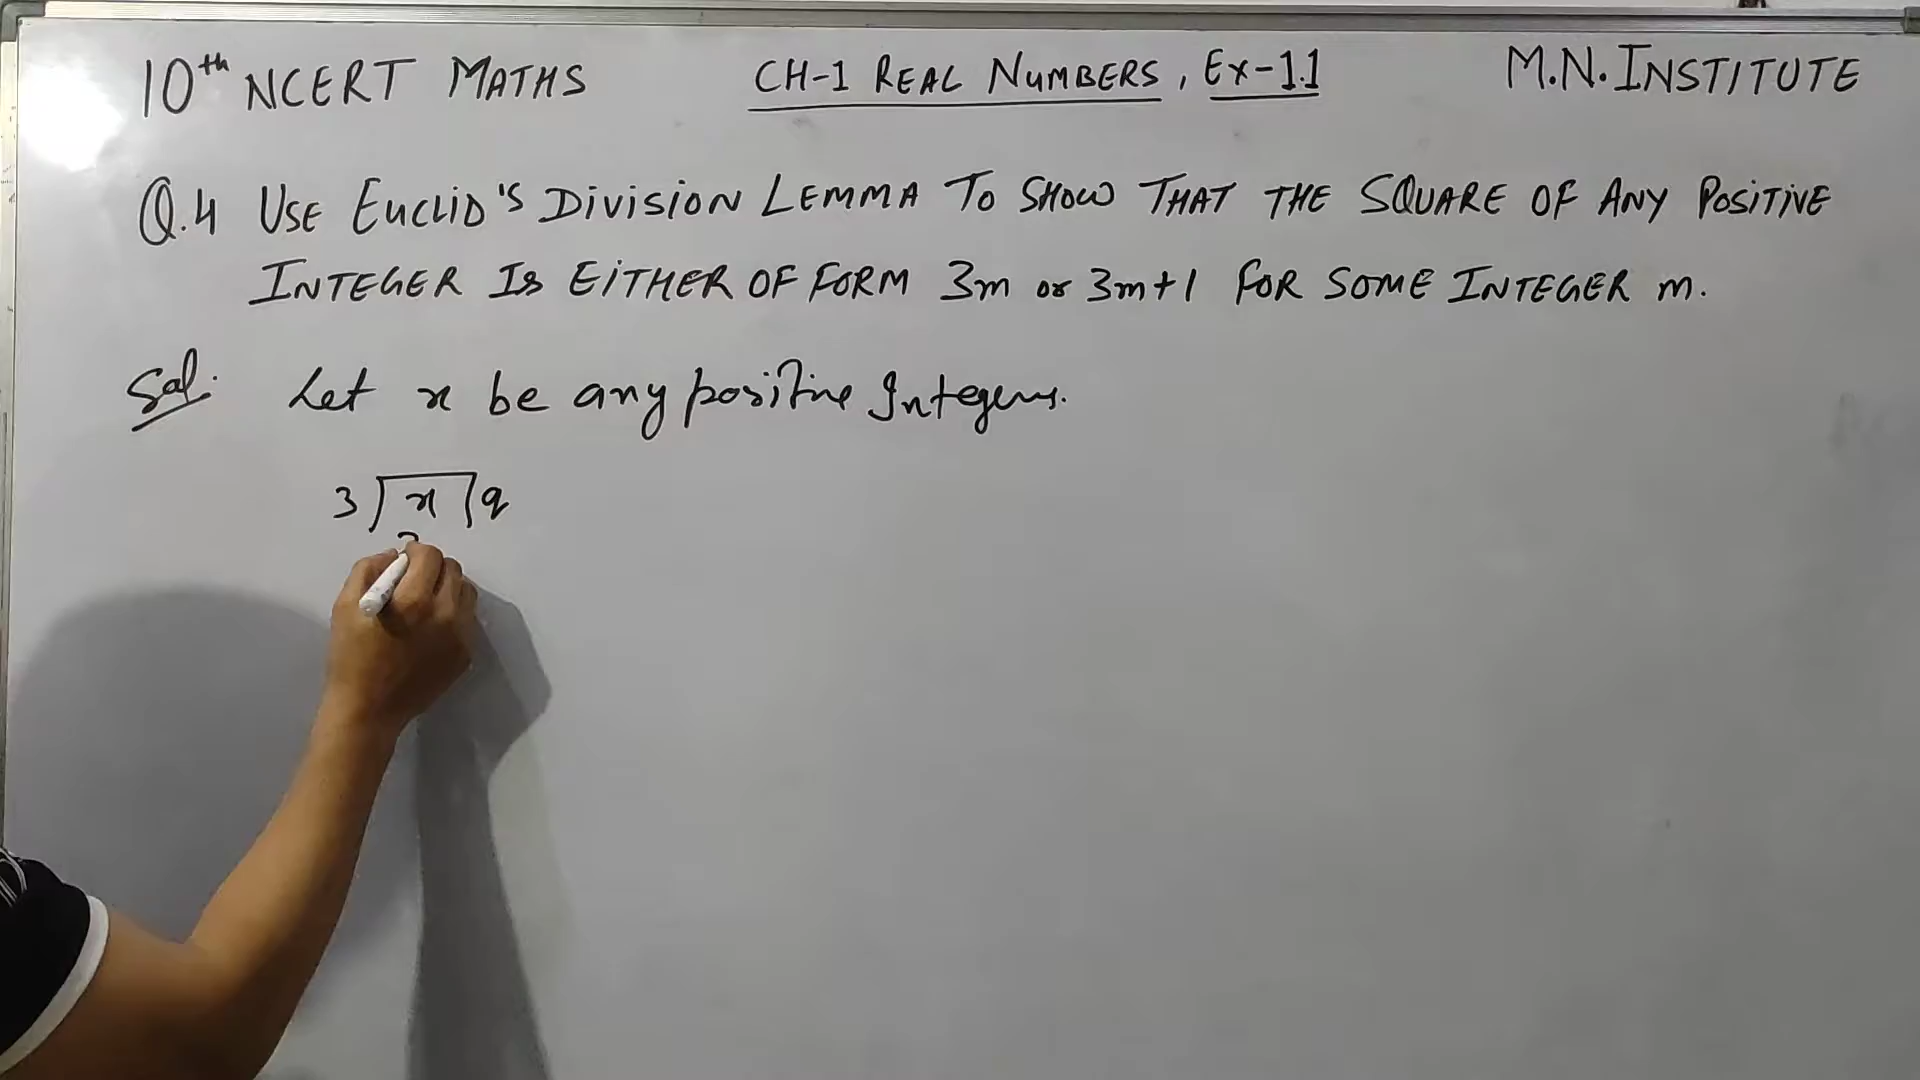 10th NCERT MATHS CH-1 REAL NUMBERS, Ex-1.1 M.N. INSTITUTE
Q.4 USE EUCLID'S DIVISION LEMMA TO SHOW THAT THE SQUARE OF ANY POSITIVE
INTEGER IS EITHER OF FORM 3m or 3m+1 FOR SOME INTEGER m.
Sol. Let x be any positive Integers.
3 x q